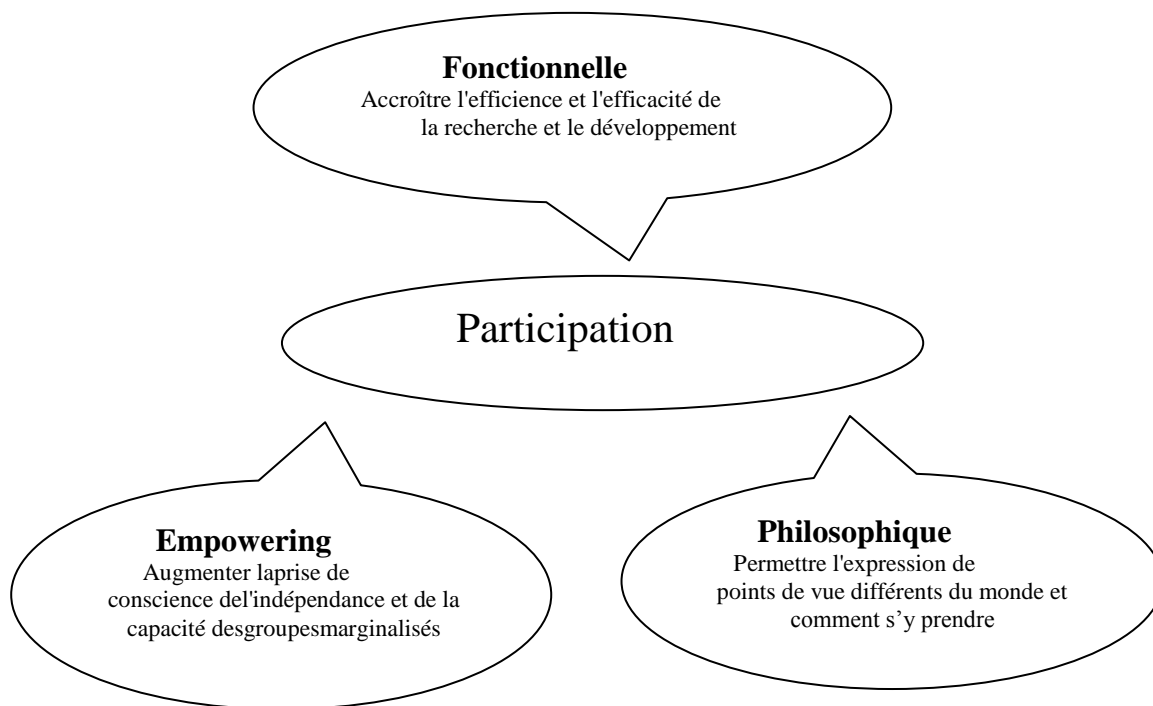 Fonctionnelle
Accroître l'efficience et l'efficacité de
la recherche et le développement
Participation
Empowering
Augmenter laprise de
conscience del'indépendance et de la
capacité desgroupesmarginalisés
Philosophique
Permettre l'expression de
points de vue différents du monde et
comment s’y prendre